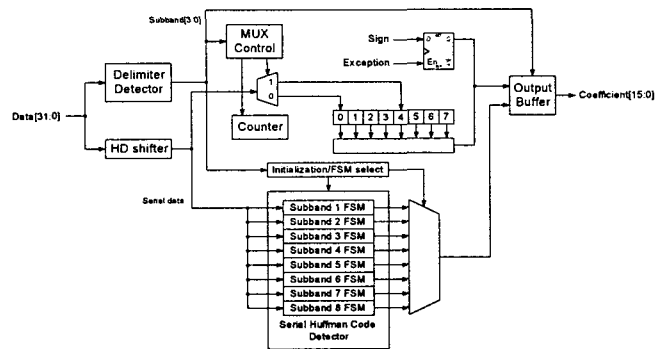 Subband[3:0]
MUX
Control
Sign
Exception
D
Q
En
Delimiter
Detector
1
0
Output
Buffer
Coefficient[15:0]
Data[31:0]
Counter
0 1 2 3 4 5 6 7
HD shifter
Initialization/FSM select
Serial data
Subband 1 FSM
Subband 2 FSM
Subband 3 FSM
Subband 4 FSM
Subband 5 FSM
Subband 6 FSM
Subband 7 FSM
Subband 8 FSM
Serial Huffman Code
Detector